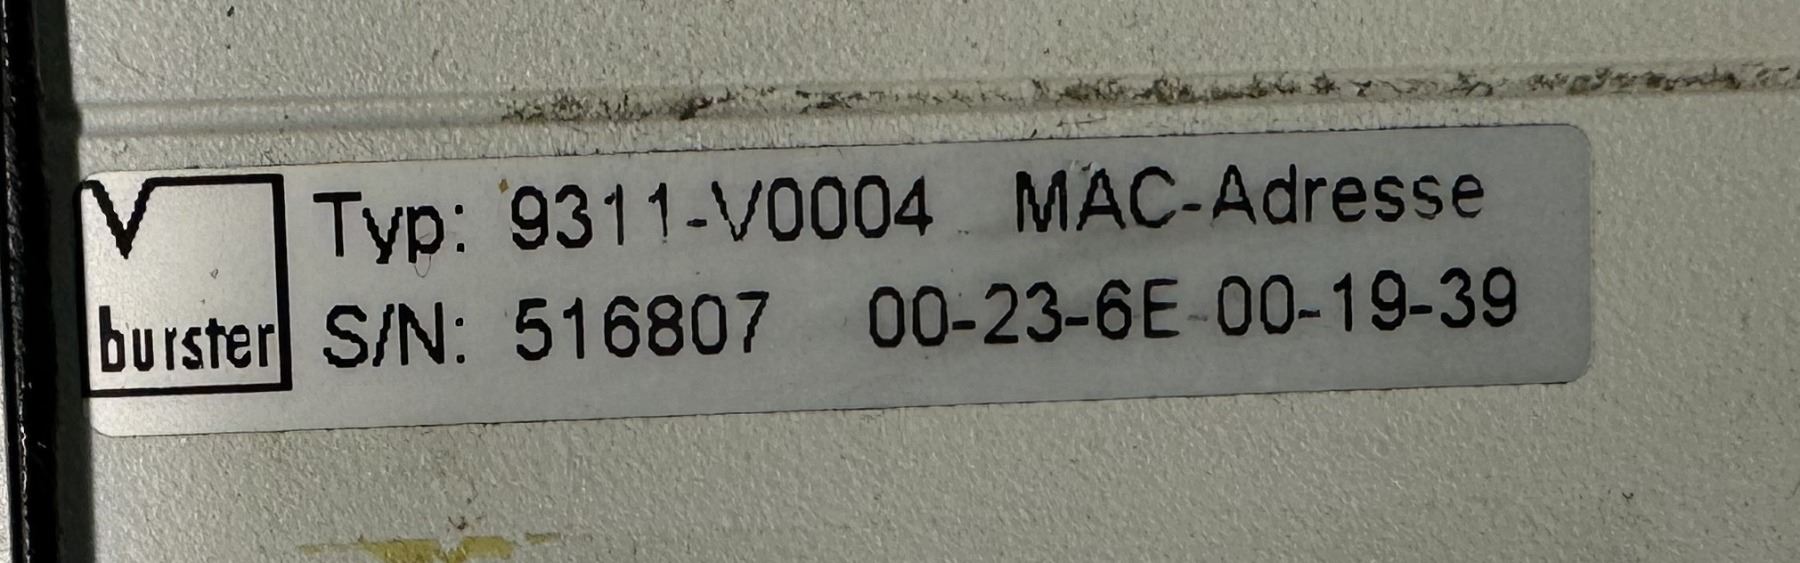 burster
Typ: 9311-V0004 MAC-Adresse
S/N: 516807 00-23-6E-00-19-39